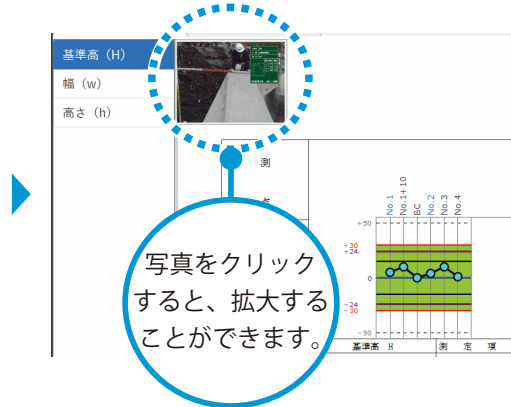 基準高（H）
幅（w）
高さ（h）
測
点
No.1
No.1+10
BC
No.2
No.3
No.4
+50
+30
+24
0
-24
-30
-50
基準高 H
測 定 項
写真をクリック
すると、拡大する
ことができます。